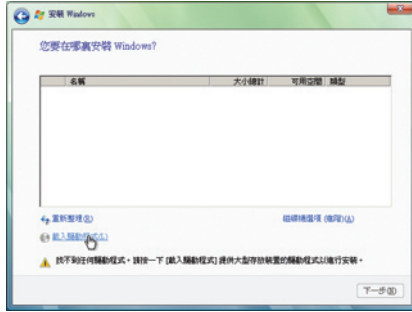 安裝 Windows
您要在哪裏安裝 Windows?
名稱 大小總計 可用空間 類型
重新整理(R) 磁碟機選項 (進階)(A)
載入驅動程式(L)
找不到任何驅動程式。請按一下 [載入驅動程式] 提供大型存放裝置的驅動程式以進行安裝。
下一步(N)